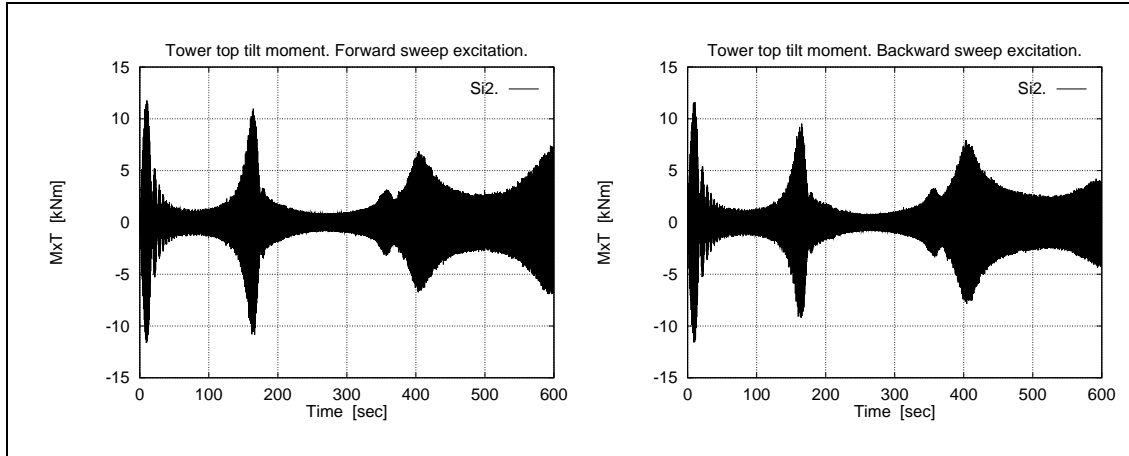 Tower top tilt moment. Forward sweep excitation.
15
10
5
0
-5
-10
-15
MxT [kNm]
Si2.
0 100 200 300 400 500 600
Time [sec]
Tower top tilt moment. Backward sweep excitation.
15
10
5
0
-5
-10
-15
MxT [kNm]
Si2.
0 100 200 300 400 500 600
Time [sec]